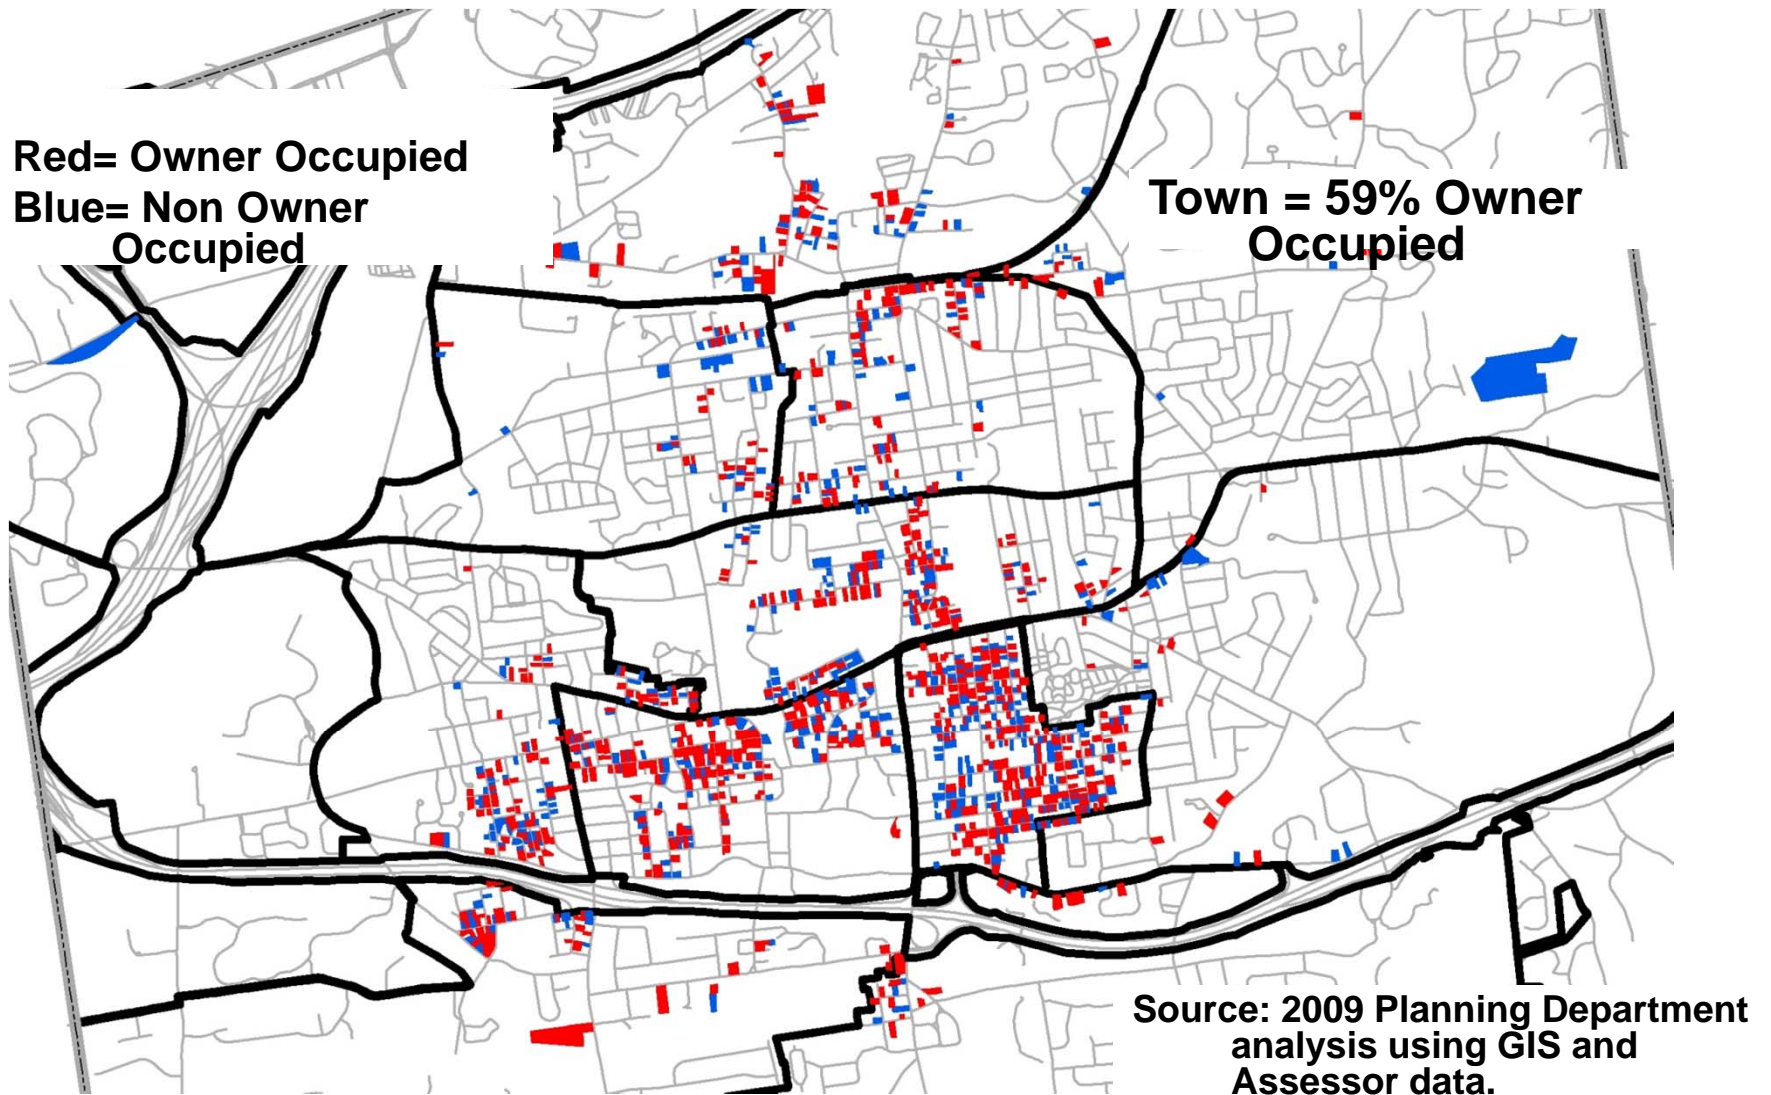 Red= Owner Occupied
Blue= Non Owner
Occupied
Town = 59% Owner
Occupied
Source: 2009 Planning Department
analysis using GIS and
Assessor data.